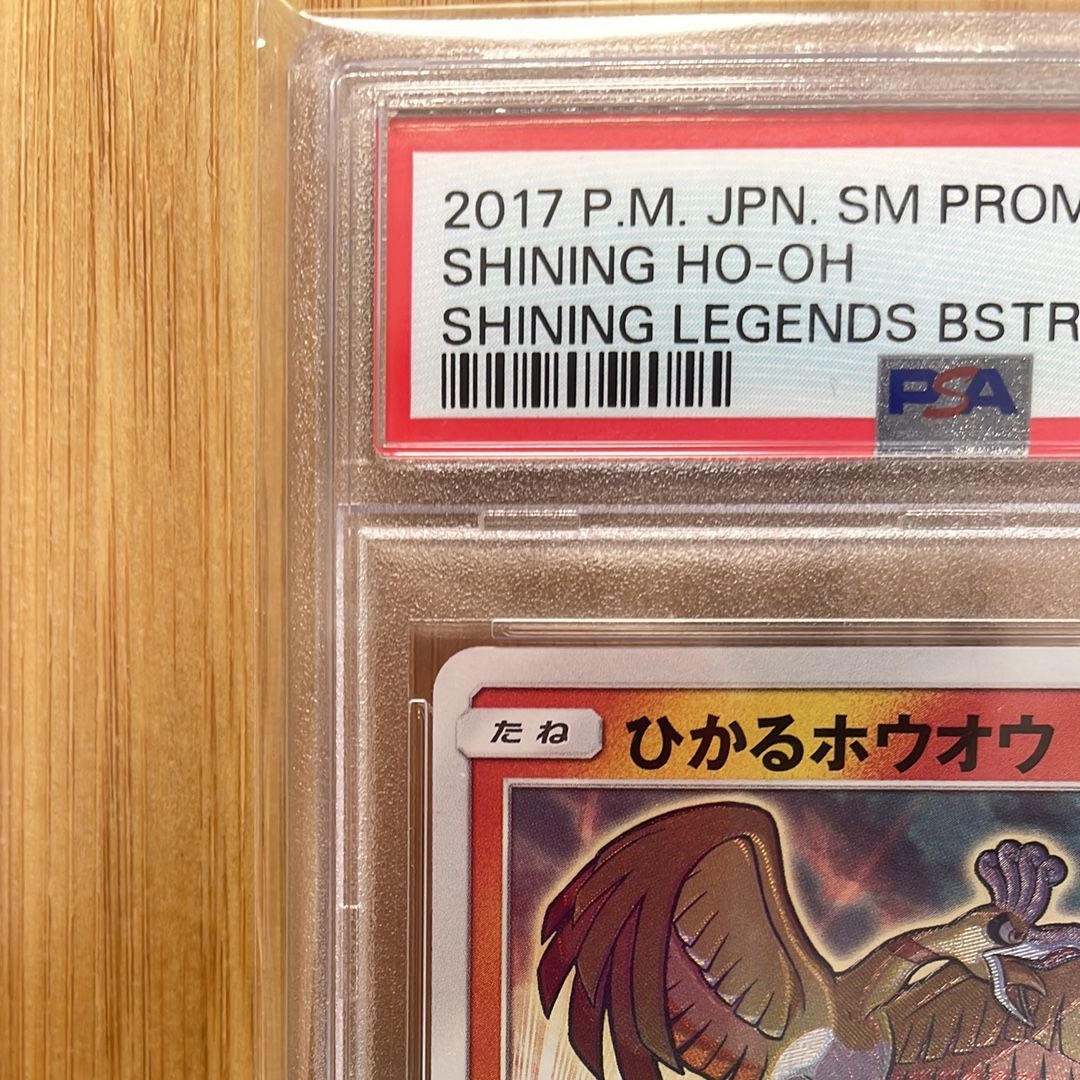 2017 P.M. JPN. SM PROM
SHINING HO-OH
SHINING LEGENDS BSTR
PSA
たね ひかるホウオウ